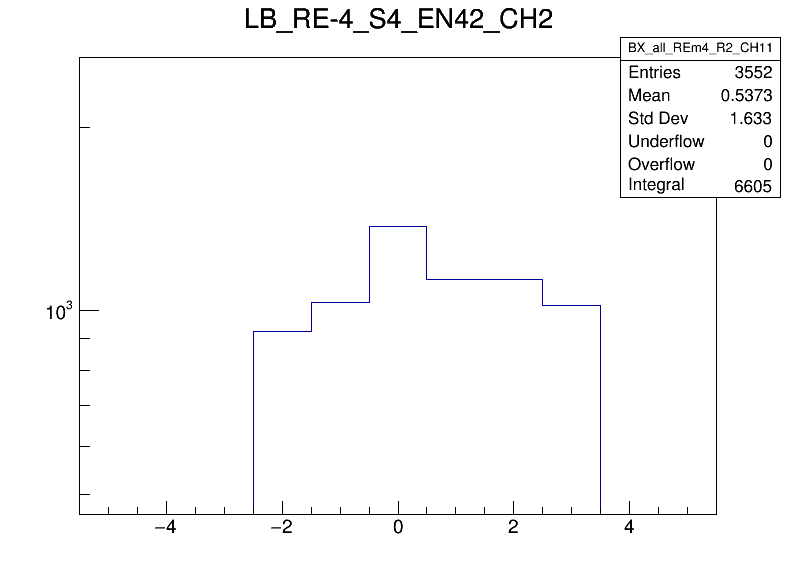 LB_RE-4_S4_EN42_CH2
BX_all_REm4_R2_CH11
Entries 3552
Mean 0.5373
Std Dev 1.633
Underflow 0
Overflow 0
Integral 6605
10³
−4 −2 0 2 4